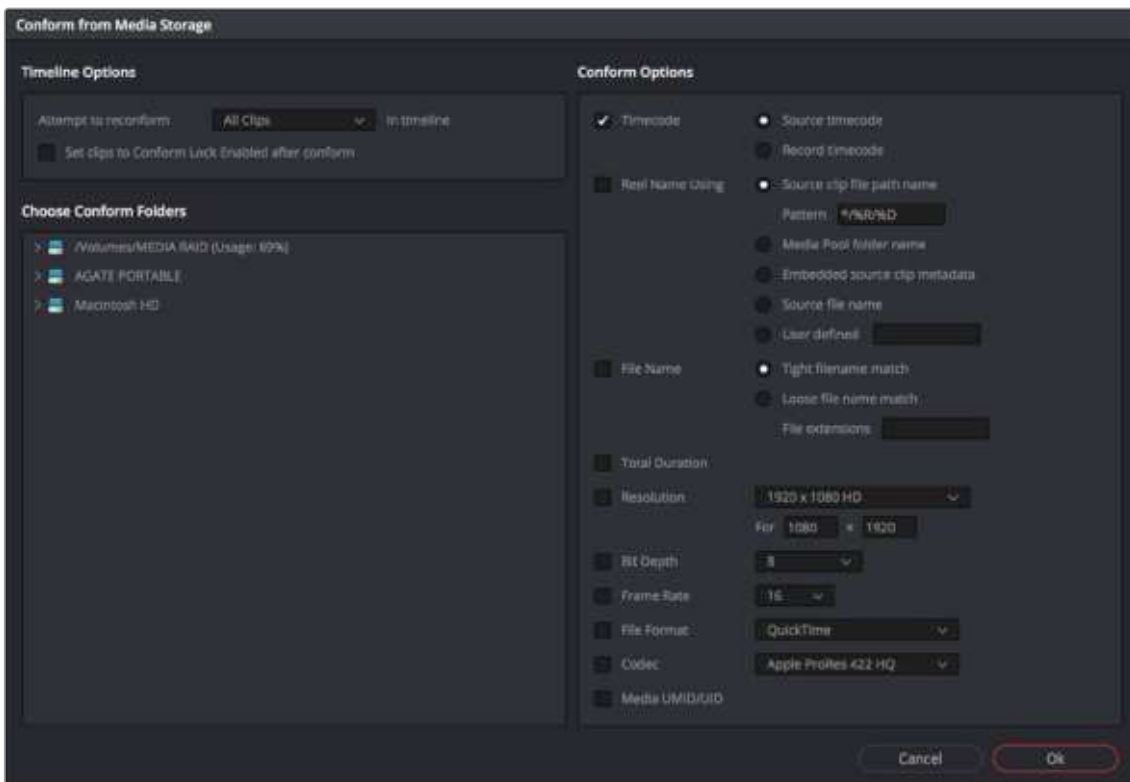 Conform from Media Storage
Timeline Options
Attempt to reconform All Clips In timeline
Set clips to Conform Lock Enabled after conform
Choose Conform Folders
/Volumes/MEDIA RAID (Usage: 69%)
AGATE PORTABLE
Macintosh HD
Conform Options
Timecode Source timecode
Record timecode
Reel Name Using Source clip file path name
Pattern */%R/%D
Media Pool folder name
Embedded source clip metadata
Source file name
User defined
File Name Tight filename match
Loose file name match
File extensions
Total Duration
Resolution 1920 x 1080 HD
For 1080 x 1920
Bit Depth 8
Frame Rate 16
File Format QuickTime
Codec Apple ProRes 422 HQ
Media UMID/UID
Cancel Ok